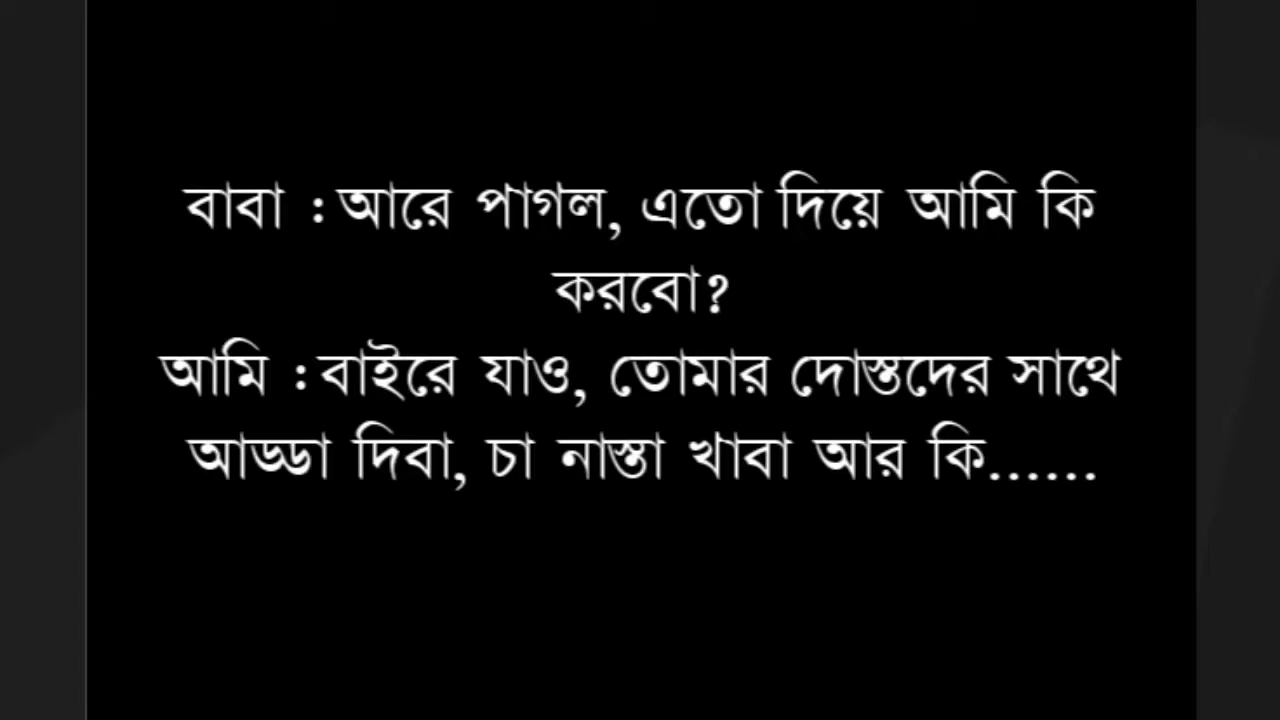 বাবা : আরে পাগল, এতো দিয়ে আমি কি
করবো?
আমি : বাইরে যাও, তোমার দোস্তদের সাথে
আড্ডা দিবা, চা নাস্তা খাবা আর কি......